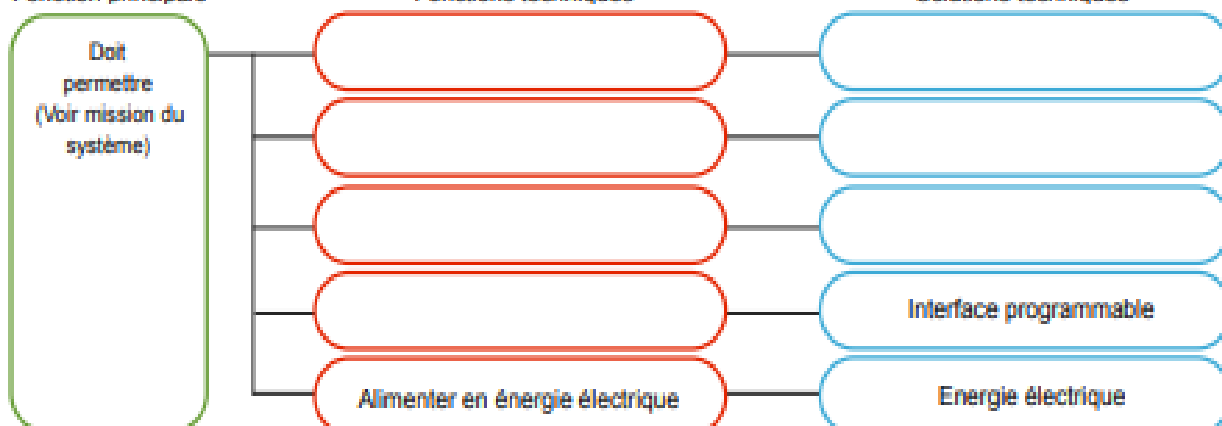 Doit
permettre
(Voir mission du
système)
Interface programmable
Alimenter en énergie électrique
Energie électrique